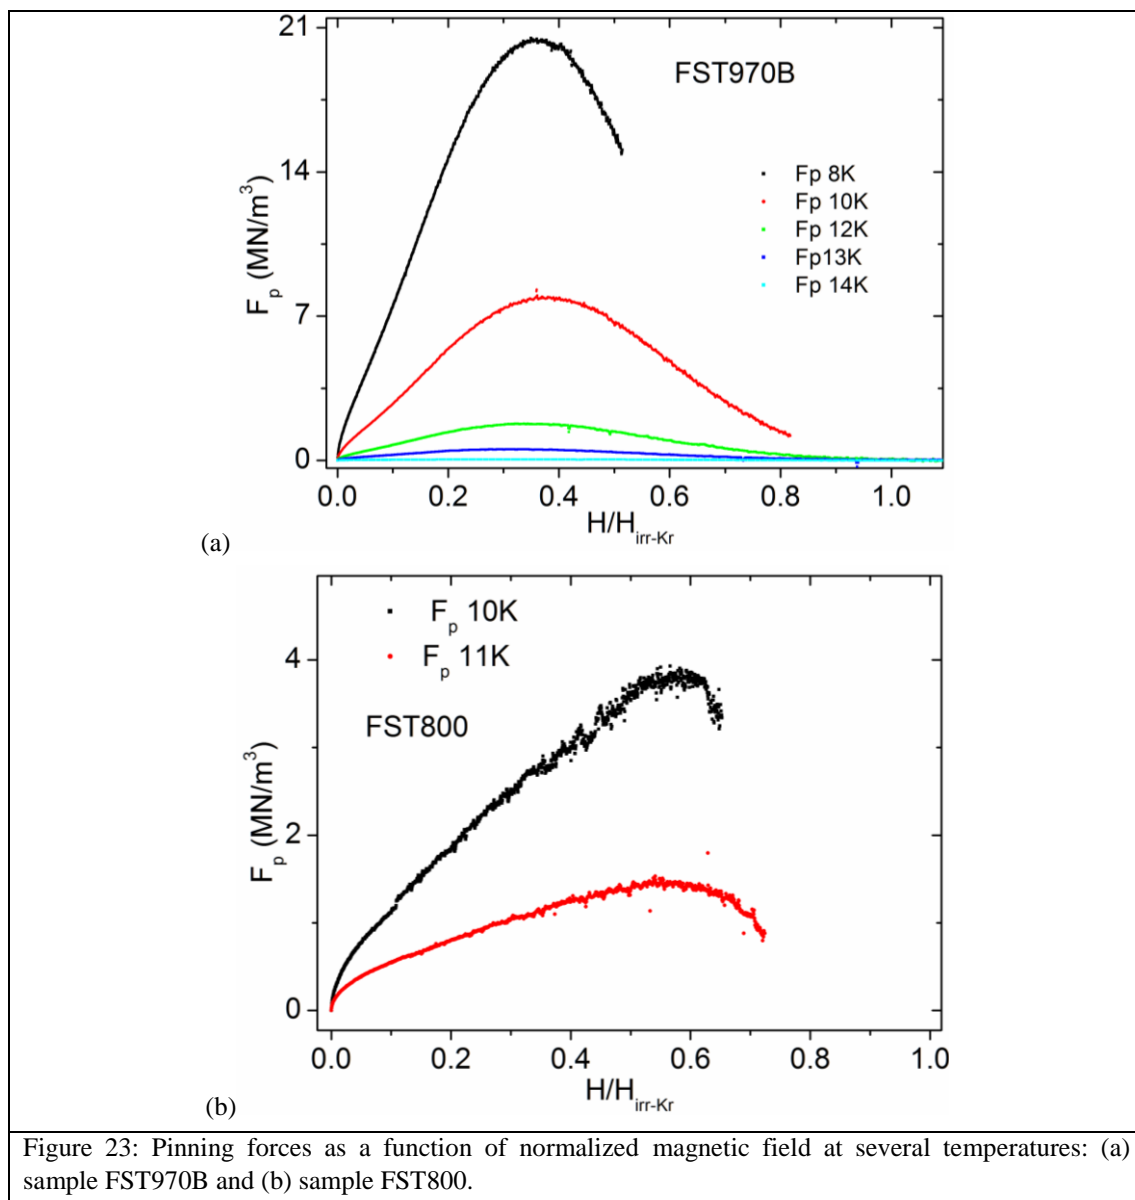 21
14
7
0
F_p (MN/m³)
FST970B
Fp 8K
Fp 10K
Fp 12K
Fp13K
Fp 14K
0.0 0.2 0.4 0.6 0.8 1.0
H/H_irr-Kr
(a)
4
2
0
F_p (MN/m³)
F_p 10K
F_p 11K
FST800
0.0 0.2 0.4 0.6 0.8 1.0
H/H_irr-Kr
(b)
Figure 23: Pinning forces as a function of normalized magnetic field at several temperatures: (a)
sample FST970B and (b) sample FST800.